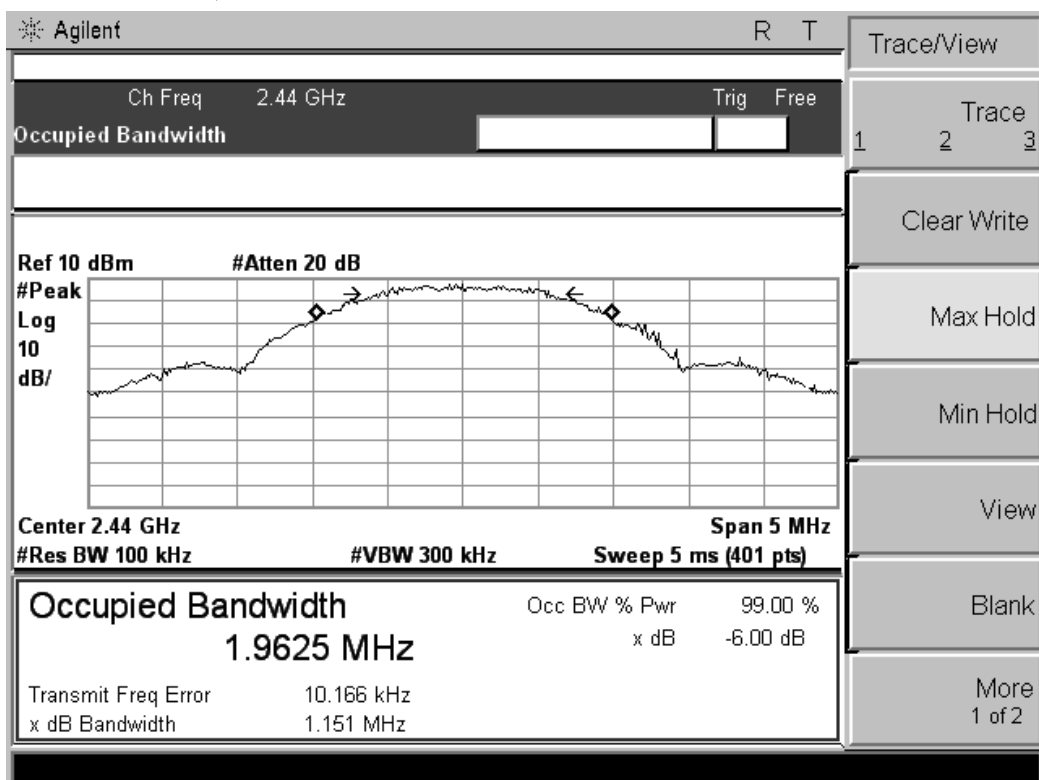 Agilent R T
Trace/View
Ch Freq 2.44 GHz Trig Free
Occupied Bandwidth
Trace
1 2 3
Clear Write
Max Hold
Min Hold
View
Blank
More
1 of 2
Ref 10 dBm #Atten 20 dB
#Peak
Log
10
dB/
Center 2.44 GHz Span 5 MHz
#Res BW 100 kHz #VBW 300 kHz Sweep 5 ms (401 pts)
Occupied Bandwidth
1.9625 MHz
Occ BW % Pwr 99.00 %
x dB -6.00 dB
Transmit Freq Error 10.166 kHz
x dB Bandwidth 1.151 MHz